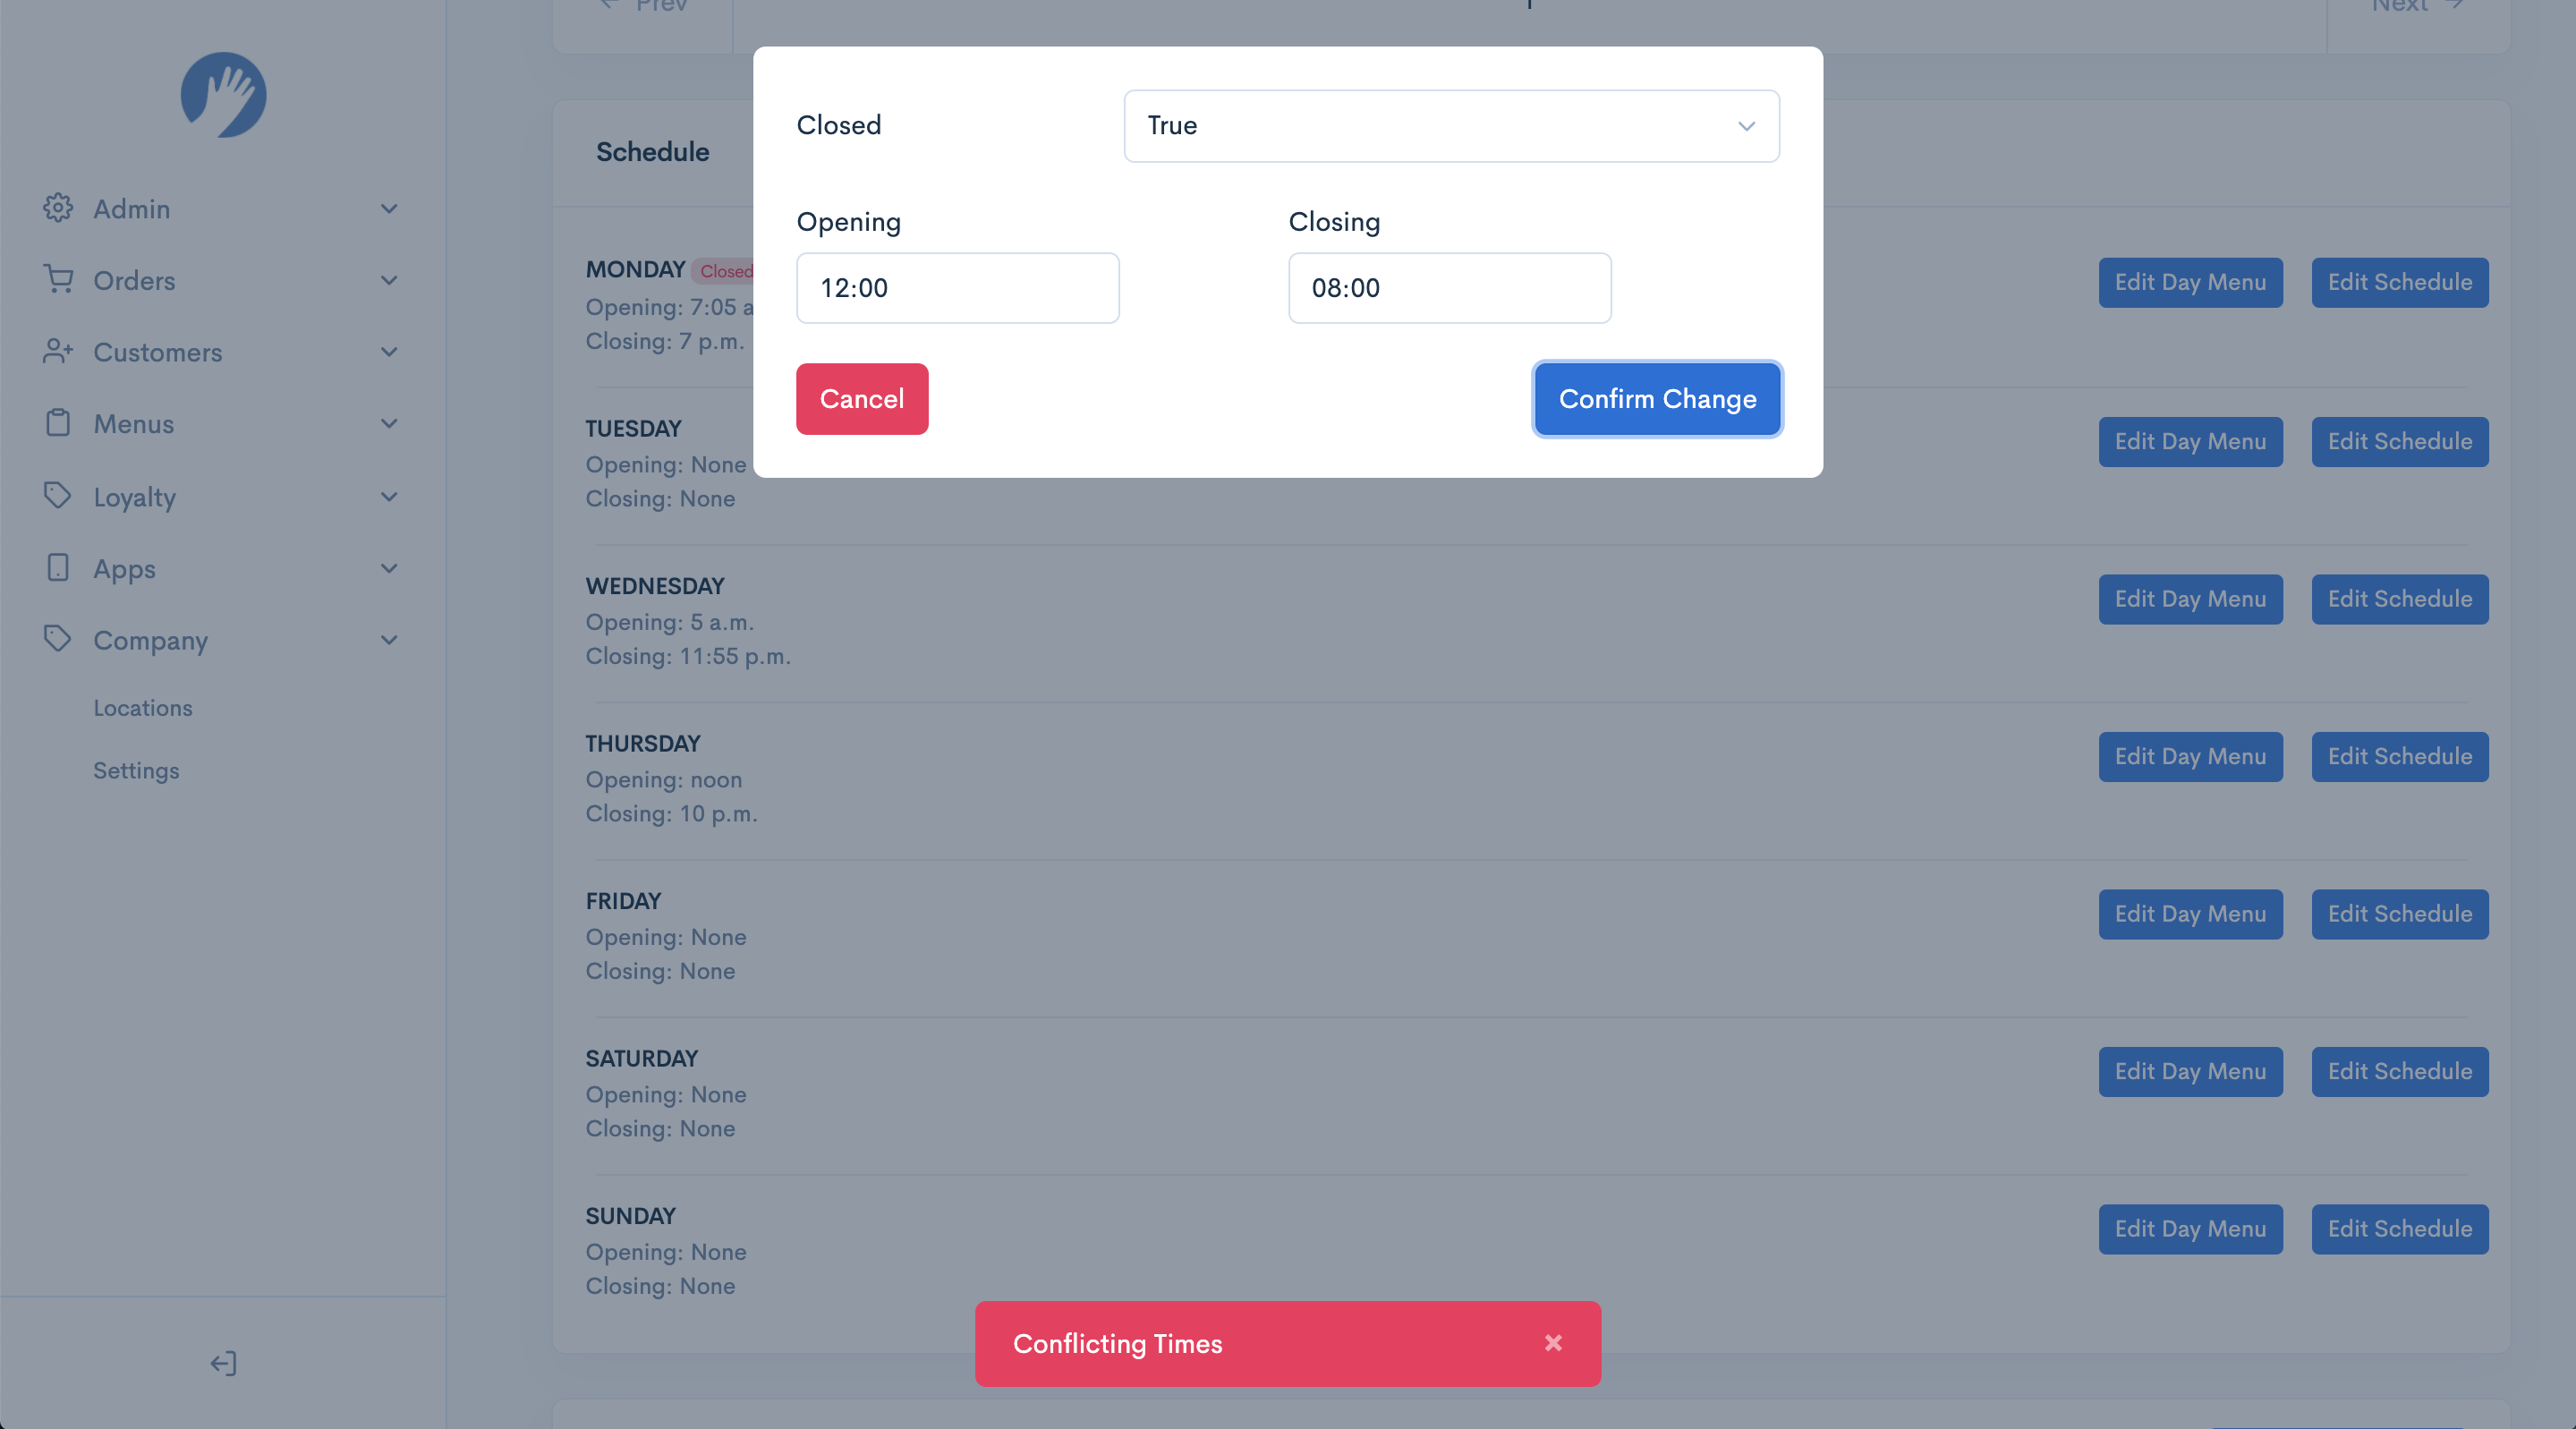 Prev
Next
Closed
True
Opening
Closing
12:00
08:00
Cancel
Confirm Change
Admin
Orders
Customers
Menus
Loyalty
Apps
Company
Locations
Settings
Schedule
MONDAY Closed
Opening: 7:05 a
Closing: 7 p.m.
Edit Day Menu
Edit Schedule
TUESDAY
Opening: None
Closing: None
Edit Day Menu
Edit Schedule
WEDNESDAY
Opening: 5 a.m.
Closing: 11:55 p.m.
Edit Day Menu
Edit Schedule
THURSDAY
Opening: noon
Closing: 10 p.m.
Edit Day Menu
Edit Schedule
FRIDAY
Opening: None
Closing: None
Edit Day Menu
Edit Schedule
SATURDAY
Opening: None
Closing: None
Edit Day Menu
Edit Schedule
SUNDAY
Opening: None
Closing: None
Edit Day Menu
Edit Schedule
Conflicting Times